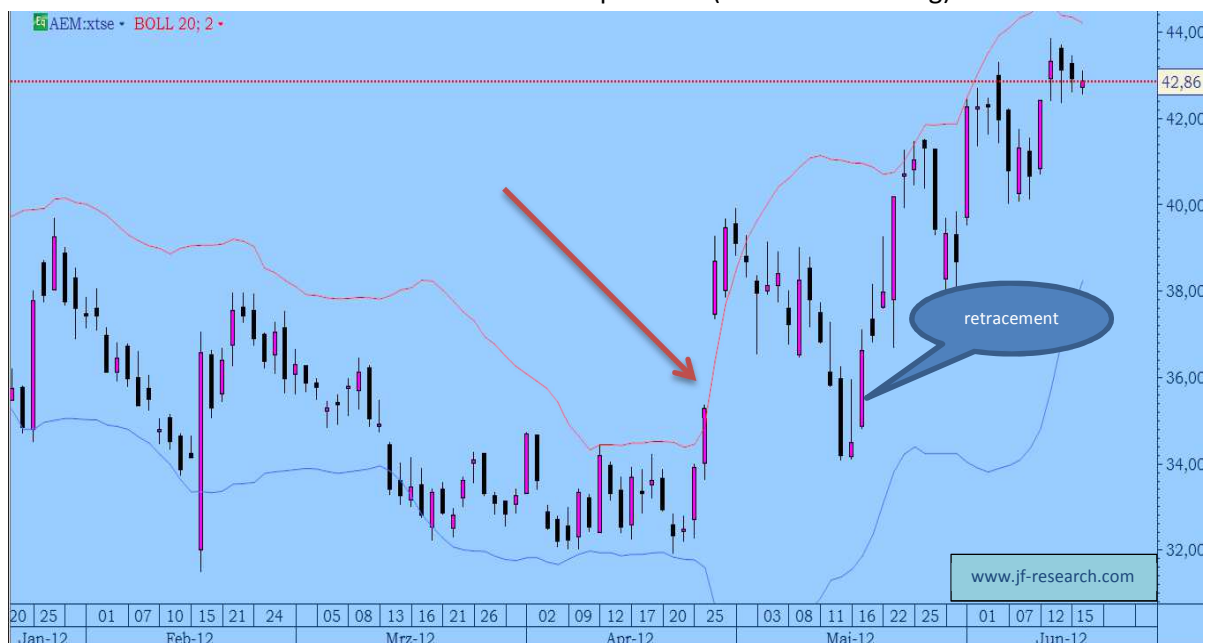 AEM:xtse BOLL 20; 2
44,00
42,86
42,00
40,00
38,00
retracement
36,00
34,00
32,00
www.jf-research.com
20 25 01 07 10 15 21 24 05 08 13 16 21 26 02 09 12 17 20 25 03 08 11 16 22 25 01 07 12 15
Jan-12 Feb-12 Mrz-12 Apr-12 Mai-12 Jun-12